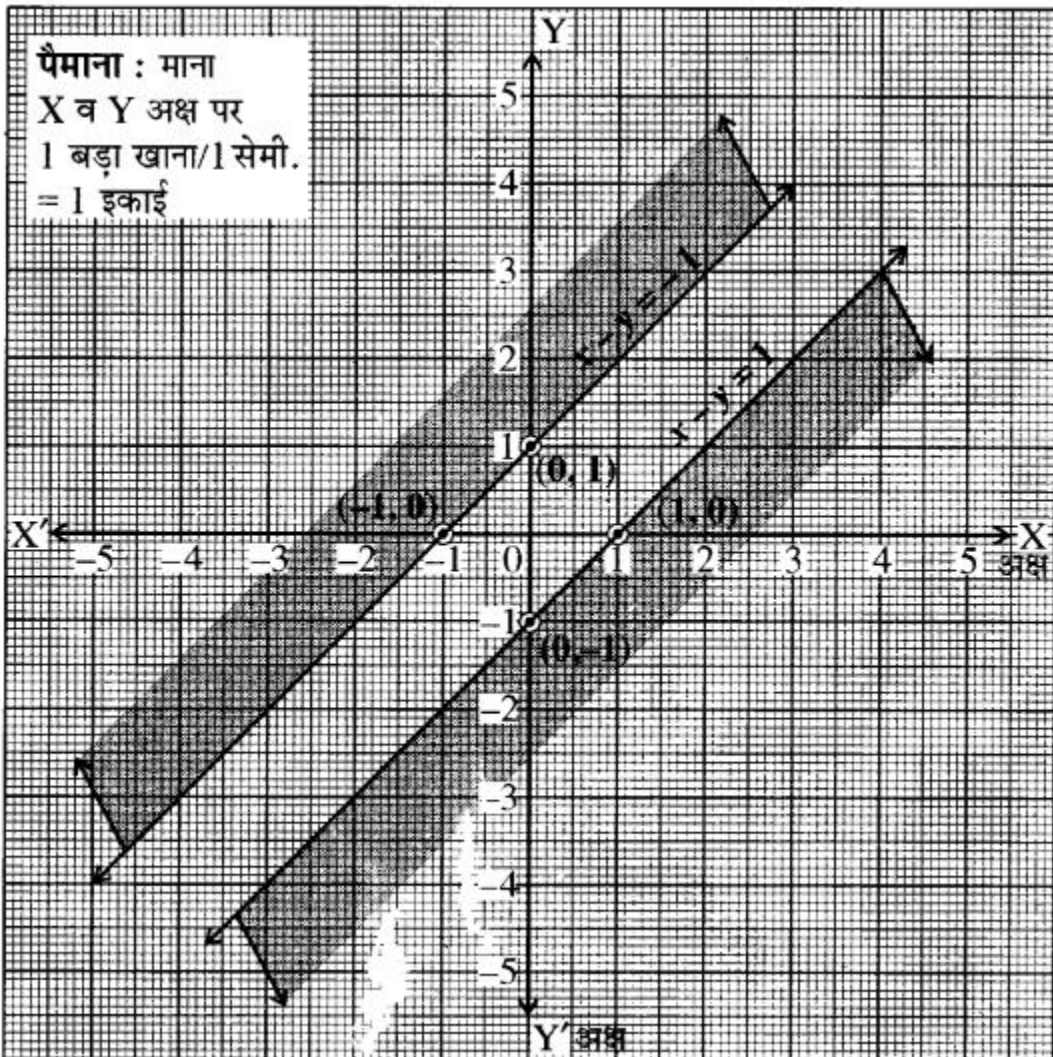 पैमाना : माना
X व Y अक्ष पर
1 बड़ा खाना/1सेमी.
= 1 इकाई
Y
5
4
3
2
1
x – y = – 1
x – y = 1
(0, 1)
(–1, 0)
(1, 0)
X′
–5 –4 –3 –2 –1 0 1 2 3 4 5
X
अक्ष
–1
(0,–1)
–2
–3
–4
–5
Y′ अक्ष